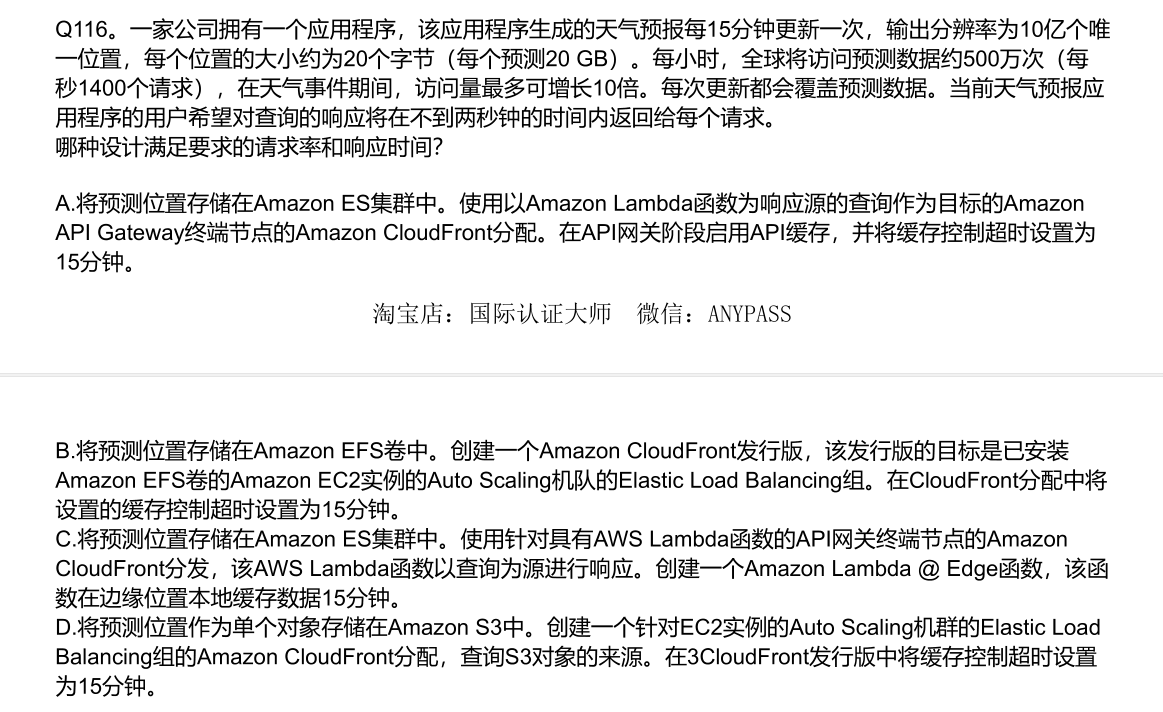 Q116。一家公司拥有一个应用程序，该应用程序生成的天气预报每15分钟更新一次，输出分辨率为10亿个唯
一位置，每个位置的大小约为20个字节（每个预测20 GB）。每小时，全球将访问预测数据约500万次（每
秒1400个请求），在天气事件期间，访问量最多可增长10倍。每次更新都会覆盖预测数据。当前天气预报应
用程序的用户希望对查询的响应将在不到两秒钟的时间内返回给每个请求。
哪种设计满足要求的请求率和响应时间？
A.将预测位置存储在Amazon ES集群中。使用以Amazon Lambda函数为响应源的查询作为目标的Amazon
API Gateway终端节点的Amazon CloudFront分配。在API网关阶段启用API缓存，并将缓存控制超时设置为
15分钟。
淘宝店：国际认证大师 微信：ANYPASS
B.将预测位置存储在Amazon EFS卷中。创建一个Amazon CloudFront发行版，该发行版的目标是已安装
Amazon EFS卷的Amazon EC2实例的Auto Scaling机队的Elastic Load Balancing组。在CloudFront分配中将
设置的缓存控制超时设置为15分钟。
C.将预测位置存储在Amazon ES集群中。使用针对具有AWS Lambda函数的API网关终端节点的Amazon
CloudFront分发，该AWS Lambda函数以查询为源进行响应。创建一个Amazon Lambda @ Edge函数，该函
数在边缘位置本地缓存数据15分钟。
D.将预测位置作为单个对象存储在Amazon S3中。创建一个针对EC2实例的Auto Scaling机群的Elastic Load
Balancing组的Amazon CloudFront分配，查询S3对象的来源。在3CloudFront发行版中将缓存控制超时设置
为15分钟。